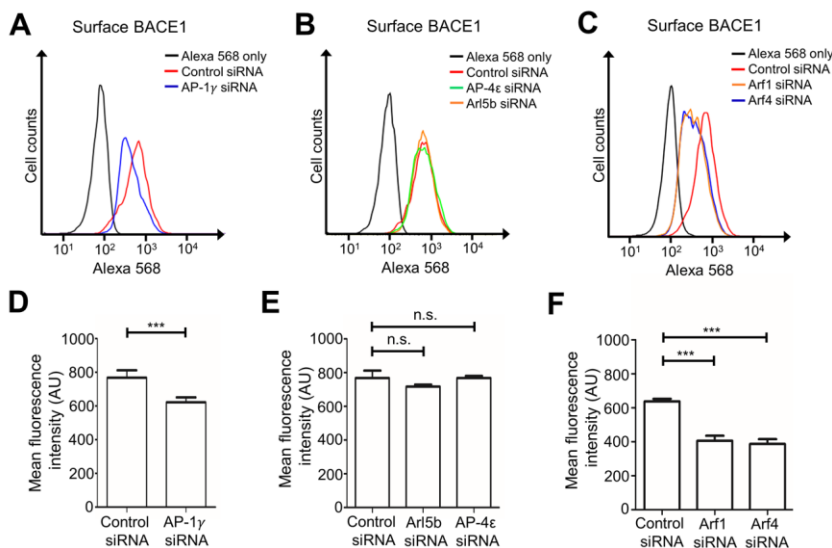 A
Surface BACE1
Alexa 568 only
Control siRNA
AP-1γ siRNA
Cell counts
10¹ 10² 10³ 10⁴
Alexa 568
B
Surface BACE1
Alexa 568 only
Control siRNA
AP-4ε siRNA
Arl5b siRNA
Cell counts
10¹ 10² 10³ 10⁴
Alexa 568
C
Surface BACE1
Alexa 568 only
Control siRNA
Arf1 siRNA
Arf4 siRNA
Cell counts
10¹ 10² 10³ 10⁴
Alexa 568
D
Mean fluorescence
intensity (AU)
1000
800
600
400
200
0
***
Control
siRNA
AP-1γ
siRNA
E
Mean fluorescence
intensity (AU)
1000
800
600
400
200
0
n.s.
n.s.
Control
siRNA
Arl5b
siRNA
AP-4ε
siRNA
F
Mean fluorescence
intensity (AU)
1000
800
600
400
200
0
***
***
Control
siRNA
Arf1
siRNA
Arf4
siRNA